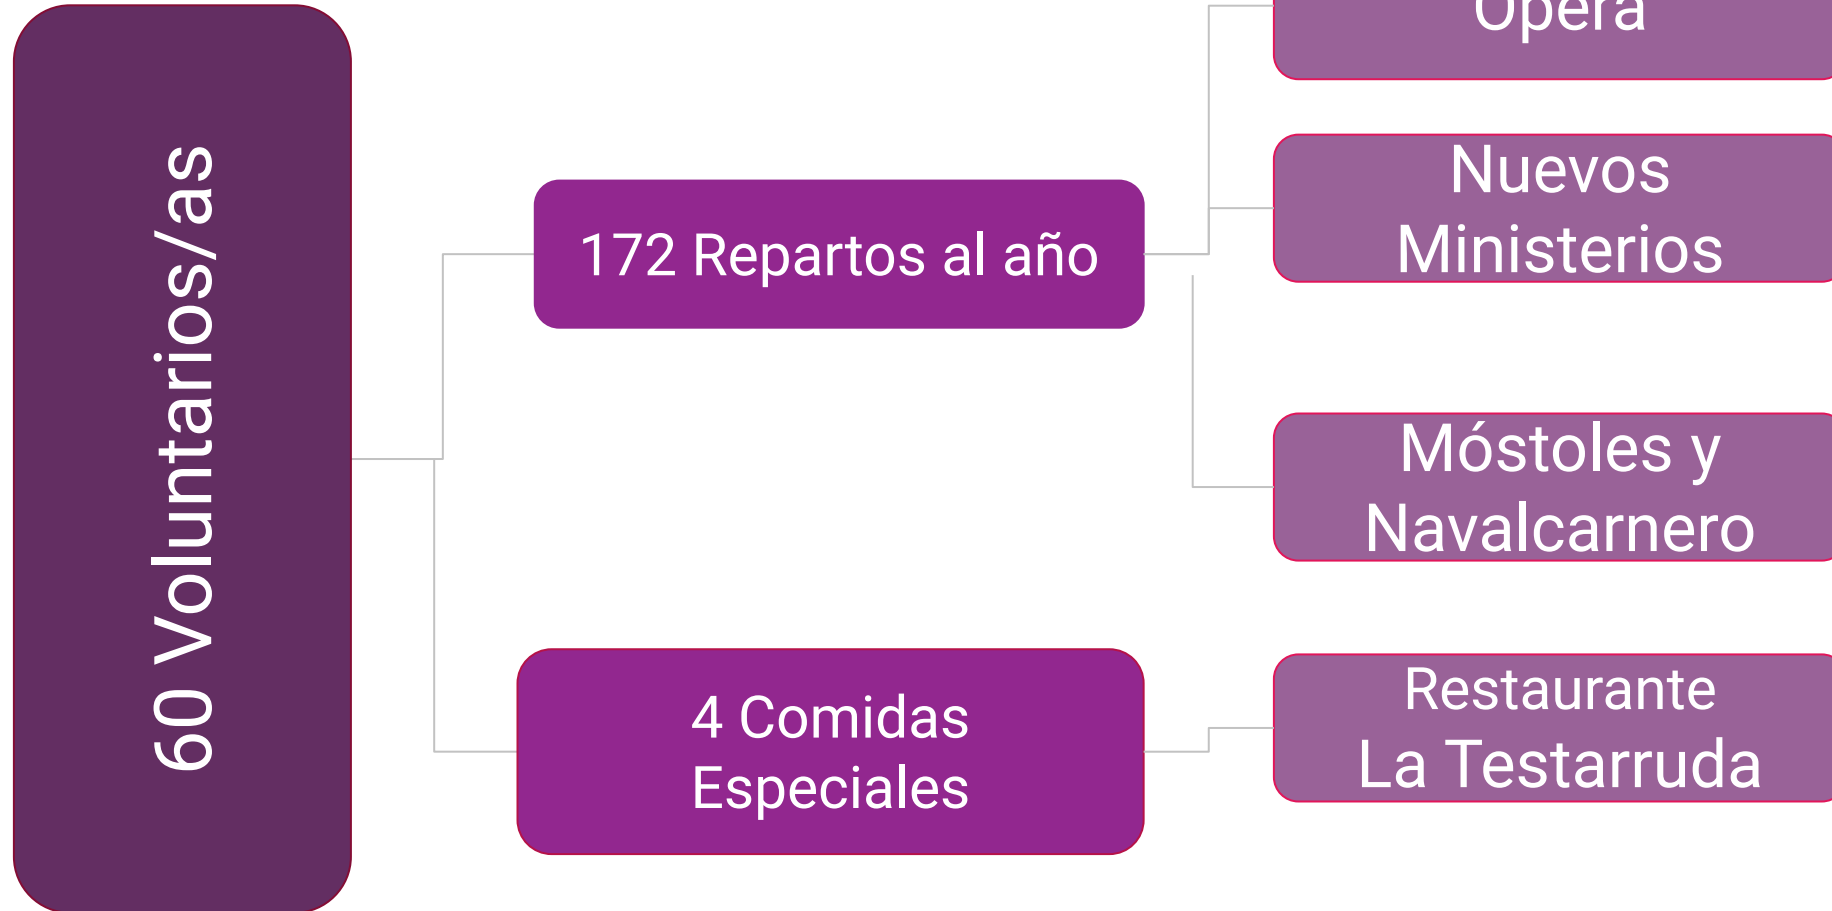 60 Voluntarios/as
172 Repartos al año
4 Comidas
Especiales
Opera
Nuevos
Ministerios
Móstoles y
Navalcarnero
Restaurante
La Testarruda